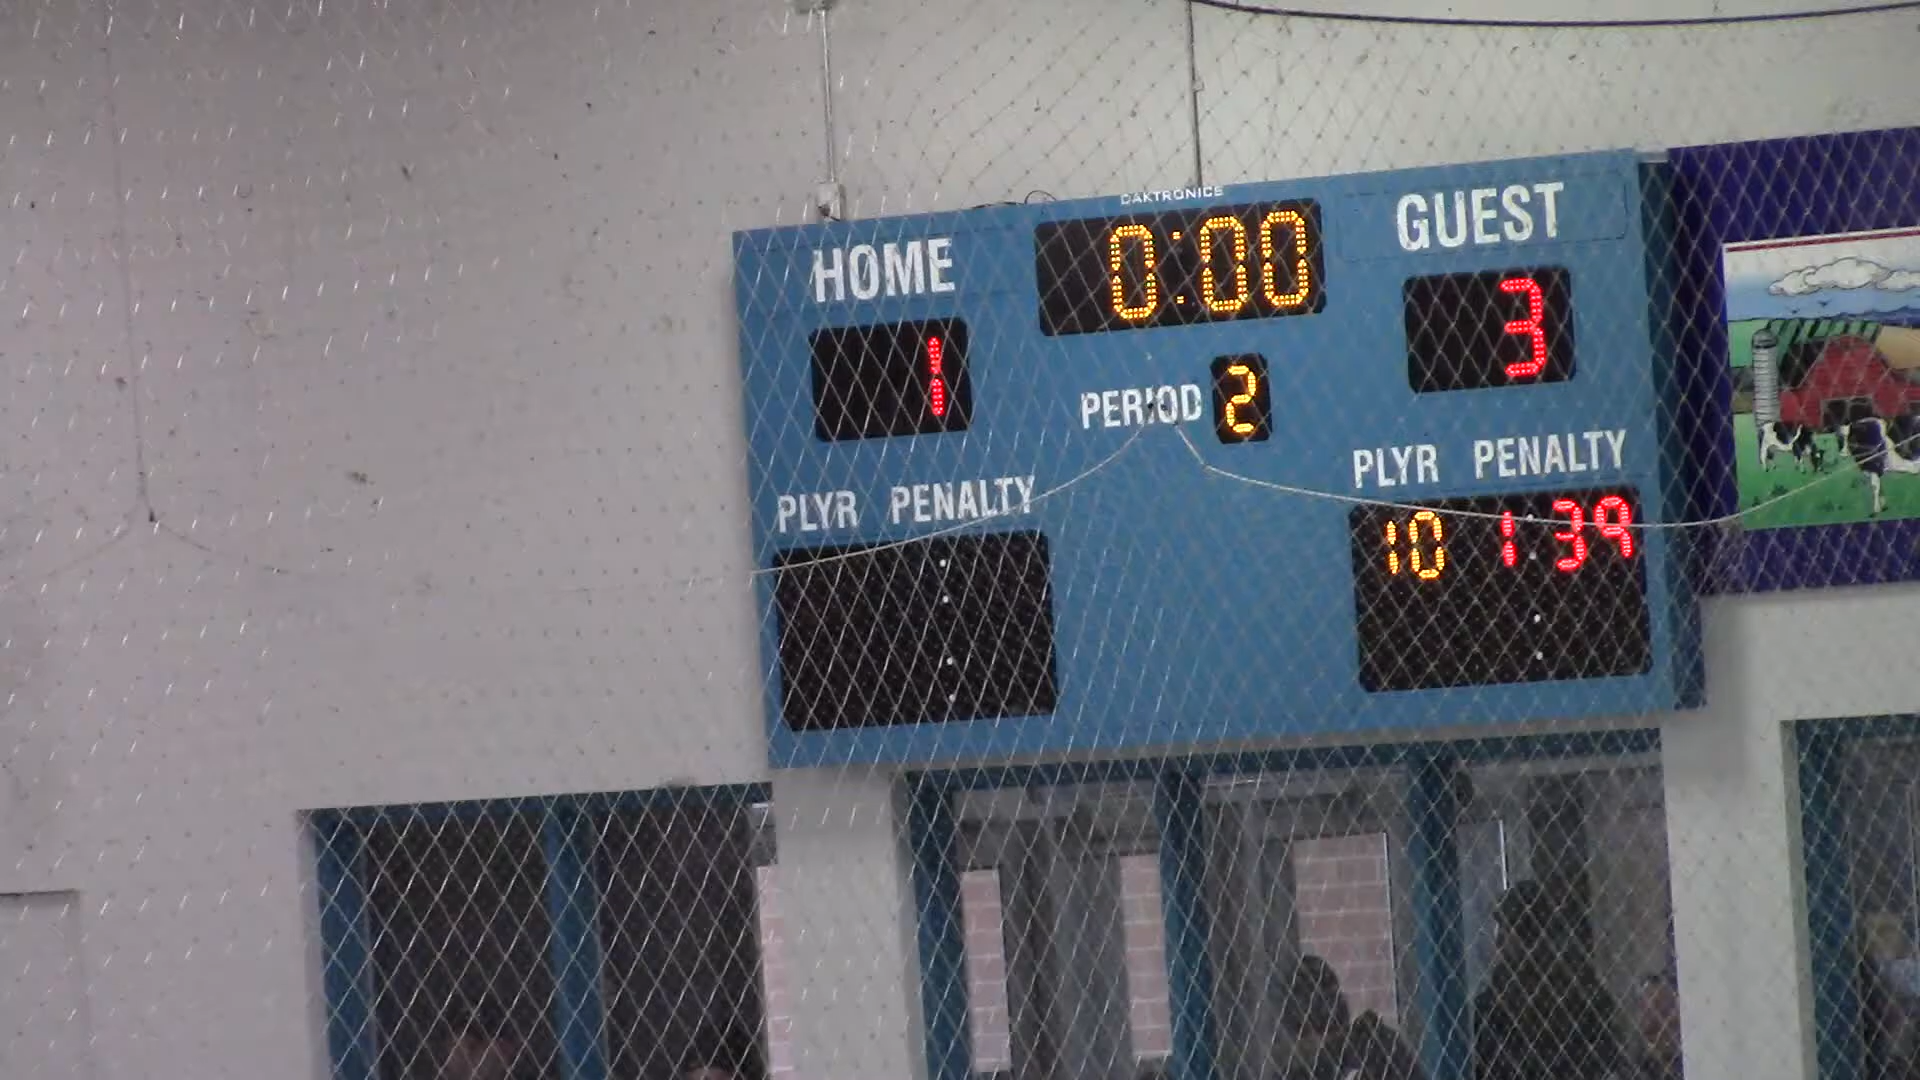 DAKTRONICS
HOME 0:00 GUEST
1 3
PERIOD 2
PLYR PENALTY PLYR PENALTY
10 1:39